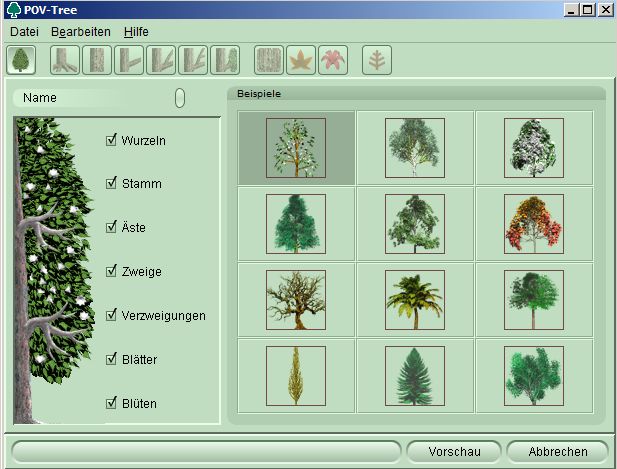 POV-Tree
Datei Bearbeiten Hilfe
Name
Beispiele
Wurzeln
Stamm
Äste
Zweige
Verzweigungen
Blätter
Blüten
Vorschau Abbrechen